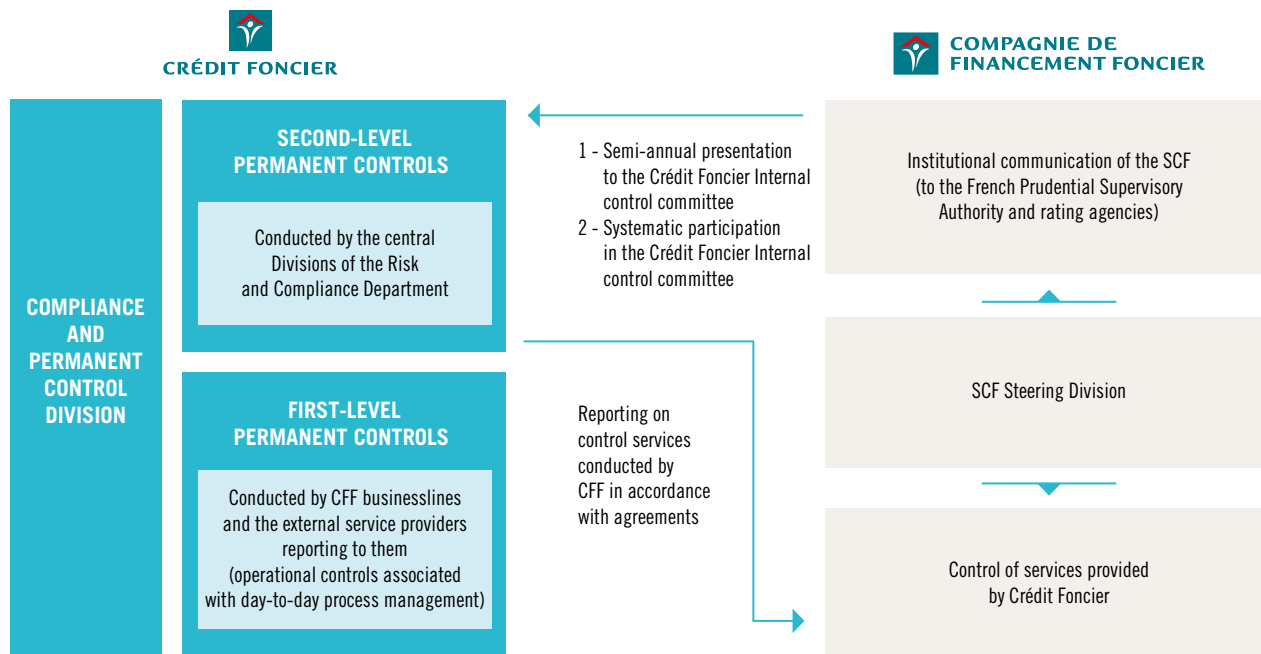 CRÉDIT FONCIER
COMPAGNIE DE
FINANCEMENT FONCIER
COMPLIANCE
AND
PERMANENT
CONTROL
DIVISION
SECOND-LEVEL
PERMANENT CONTROLS
Conducted by the central
Divisions of the Risk
and Compliance Department
FIRST-LEVEL
PERMANENT CONTROLS
Conducted by CFF businesslines
and the external service providers
reporting to them
(operational controls associated
with day-to-day process management)
1 - Semi-annual presentation
to the Crédit Foncier Internal
control committee
2 - Systematic participation
in the Crédit Foncier Internal
control committee
Reporting on
control services
conducted by
CFF in accordance
with agreements
Institutional communication of the SCF
(to the French Prudential Supervisory
Authority and rating agencies)
SCF Steering Division
Control of services provided
by Crédit Foncier